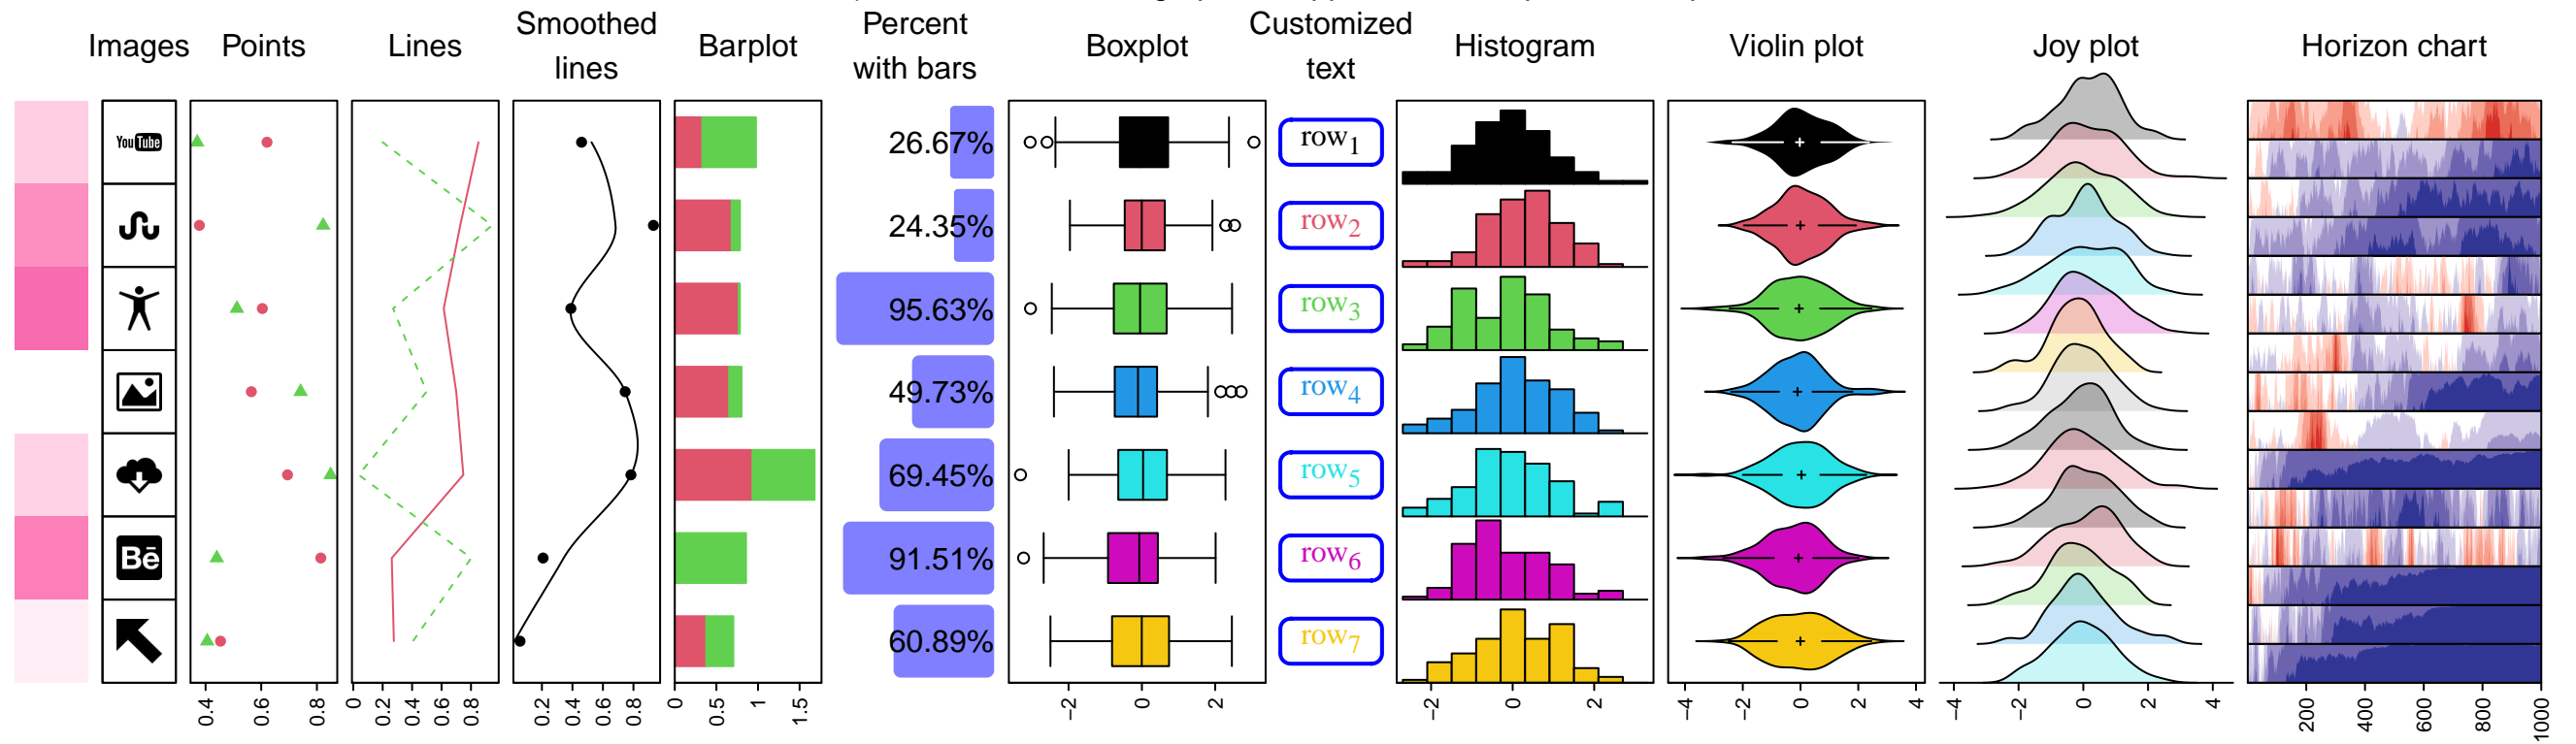 Images Points Lines Smoothed lines Barplot Percent with bars Boxplot Customized text Histogram Violin plot Joy plot Horizon chart
You Tube 26.67% row1
24.35% row2
95.63% row3
49.73% row4
69.45% row5
Bē 91.51% row6
60.89% row7
0.4 0.6 0.8 0 0.2 0.4 0.6 0.8 0.2 0.4 0.6 0.8 0 0.5 1 1.5 −2 0 2 −2 0 2 −4 −2 0 2 4 −4 −2 0 2 4 200 400 600 800 1000